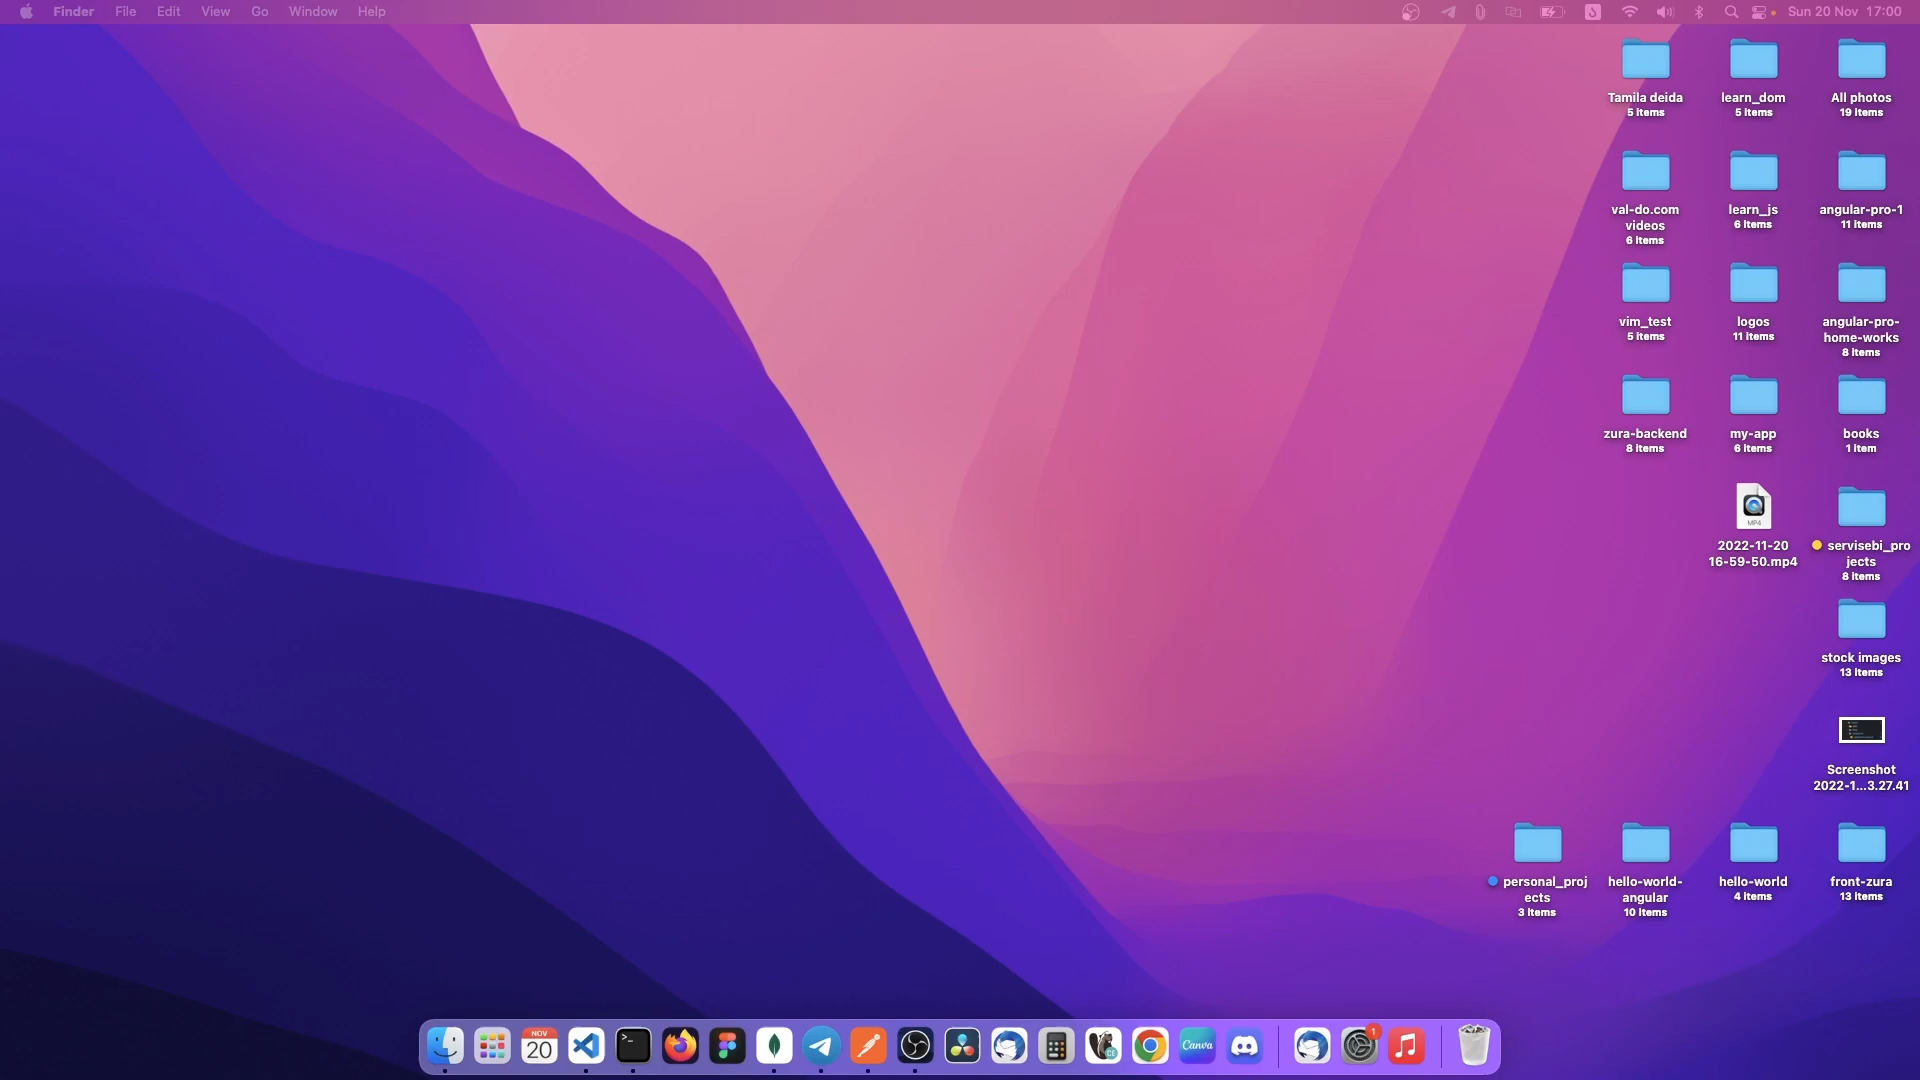 Finder File Edit View Go Window Help
Sun 20 Nov 17:00
Tamila deida
5 items
learn_dom
5 items
All photos
19 items
val-do.com
videos
6 items
learn_js
6 items
angular-pro-1
11 items
vim_test
5 items
logos
11 items
angular-pro-
home-works
8 items
zura-backend
8 items
my-app
6 items
books
1 item
MP4
2022-11-20
16-59-50.mp4
servisebi_pro
jects
8 items
stock images
13 items
Screenshot
2022-1...3.27.41
personal_proj
ects
3 items
hello-world-
angular
10 items
hello-world
4 items
front-zura
13 items
NOV
20
>_
CE
Canva
1